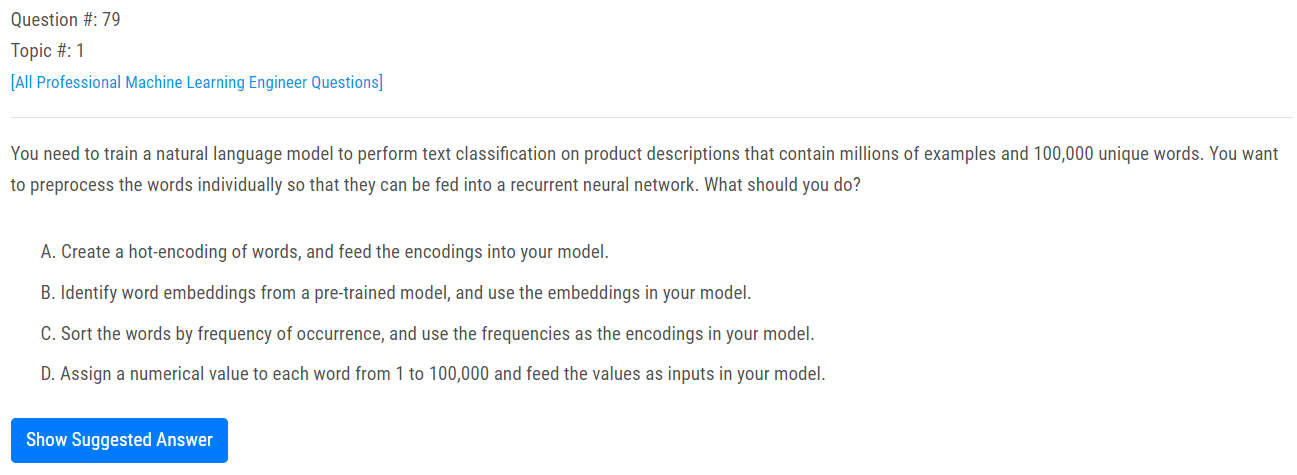 Question #: 79
Topic #: 1
[All Professional Machine Learning Engineer Questions]
You need to train a natural language model to perform text classification on product descriptions that contain millions of examples and 100,000 unique words. You want
to preprocess the words individually so that they can be fed into a recurrent neural network. What should you do?
A. Create a hot-encoding of words, and feed the encodings into your model.
B. Identify word embeddings from a pre-trained model, and use the embeddings in your model.
C. Sort the words by frequency of occurrence, and use the frequencies as the encodings in your model.
D. Assign a numerical value to each word from 1 to 100,000 and feed the values as inputs in your model.
Show Suggested Answer